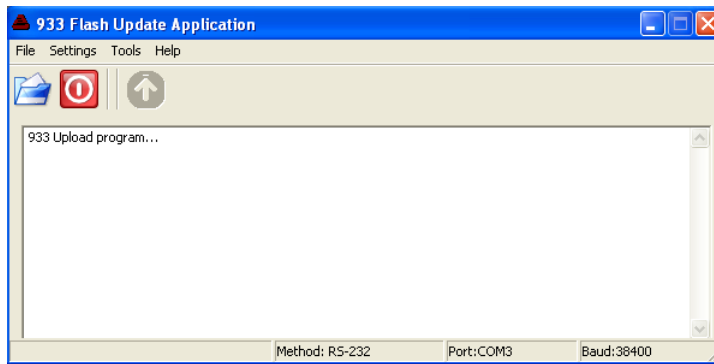 933 Flash Update Application
File Settings Tools Help
933 Upload program...
Method: RS-232 Port:COM3 Baud:38400